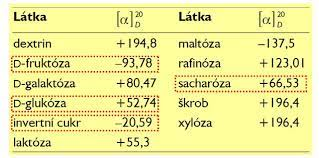 Látka [α]²⁰D Látka [α]²⁰D
dextrin +194,8 maltóza –137,5
D-fruktóza –93,78 rafinóza +123,01
D-galaktóza +80,47 sacharóza +66,53
D-glukóza +52,74 škrob +196,4
invertní cukr –20,59 xylóza +196,4
laktóza +55,3